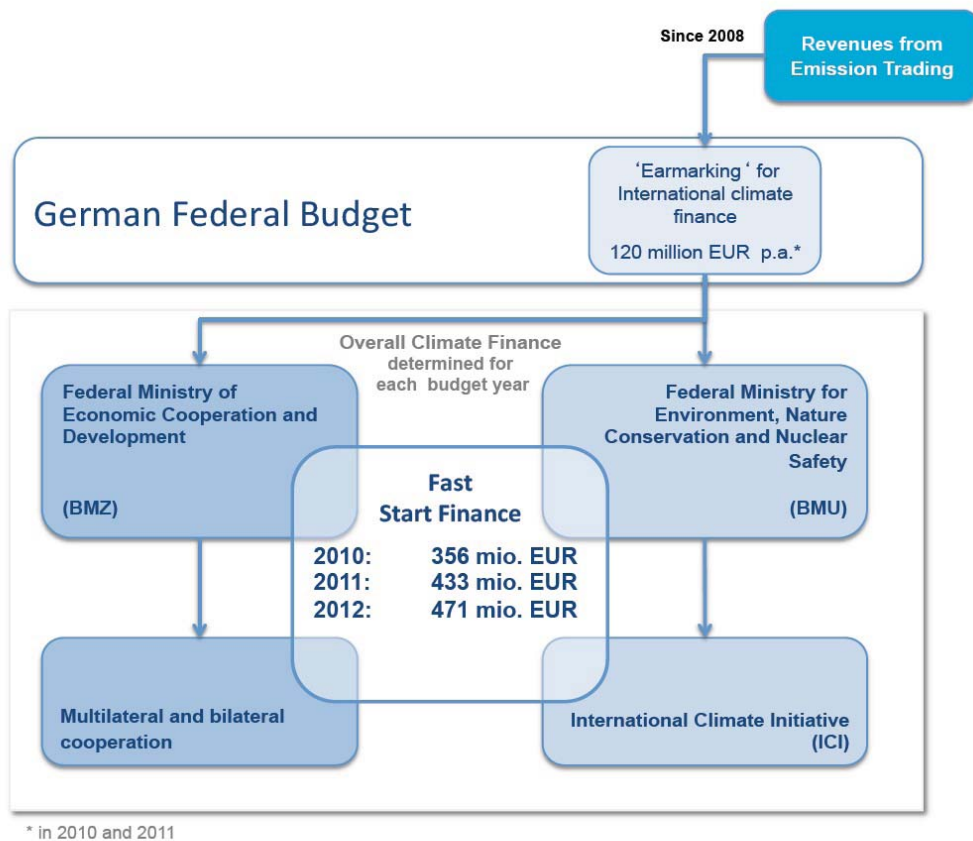 Since 2008
Revenues from
Emission Trading
German Federal Budget
‘Earmarking ‘ for
International climate
finance
120 million EUR p.a.*
Overall Climate Finance
determined for
each budget year
Federal Ministry of
Economic Cooperation and
Development
(BMZ)
Federal Ministry for
Environment, Nature
Conservation and Nuclear
Safety
(BMU)
Fast
Start Finance
2010: 356 mio. EUR
2011: 433 mio. EUR
2012: 471 mio. EUR
Multilateral and bilateral
cooperation
International Climate Initiative
(ICI)
* in 2010 and 2011